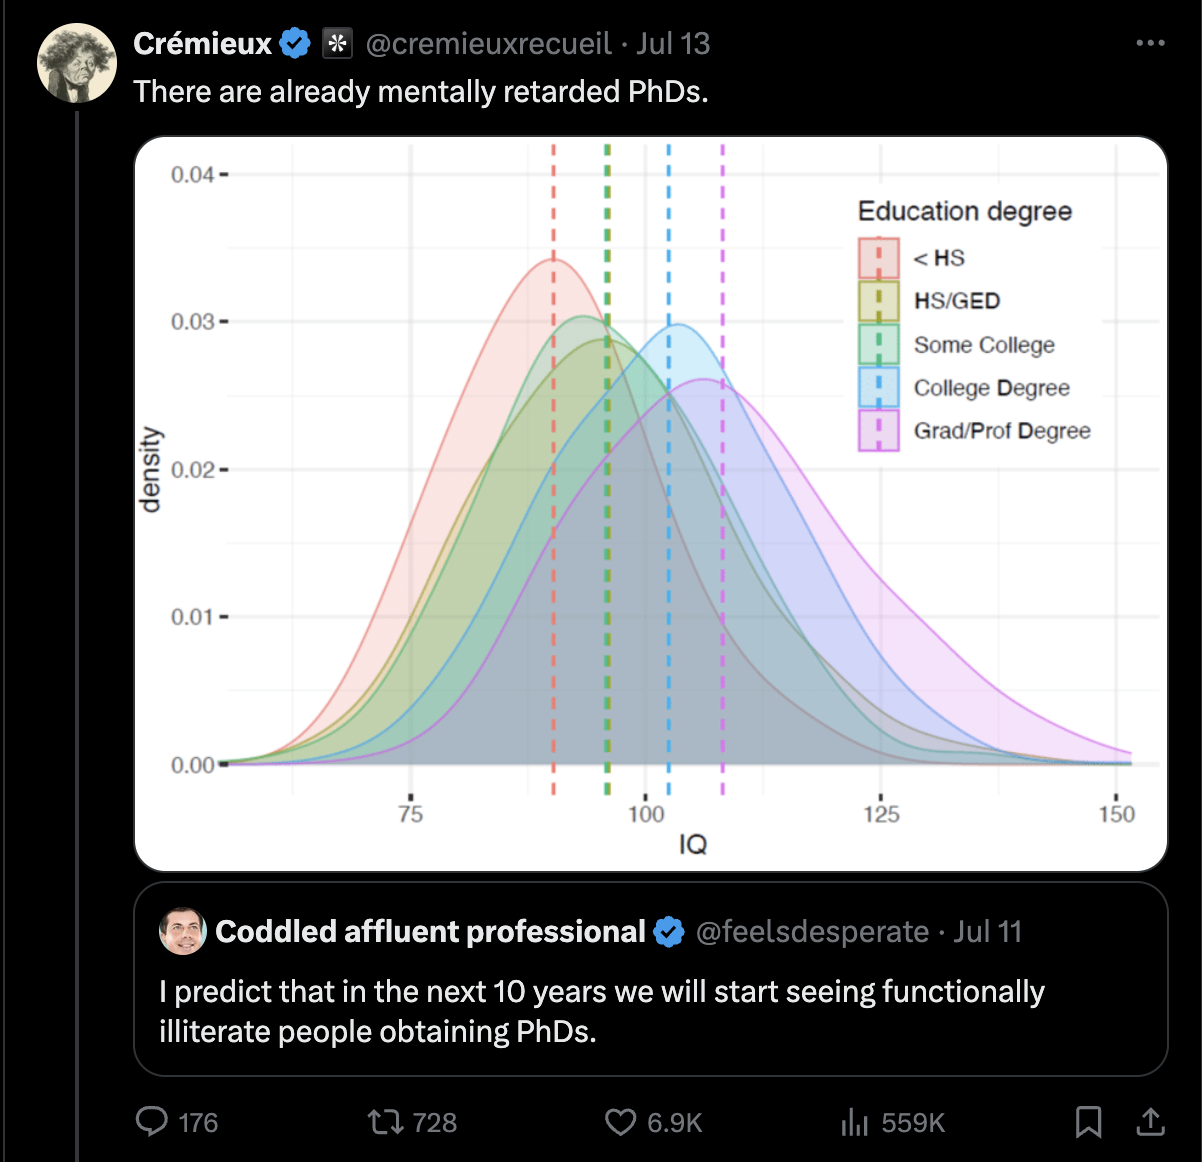 Crémieux @cremieuxrecueil · Jul 13
There are already mentally retarded PhDs.
0.04
0.03
0.02
0.01
0.00
density
75 100 125 150
IQ
Education degree
< HS
HS/GED
Some College
College Degree
Grad/Prof Degree
Coddled affluent professional @feelsdesperate · Jul 11
I predict that in the next 10 years we will start seeing functionally
illiterate people obtaining PhDs.
176 728 6.9K 559K